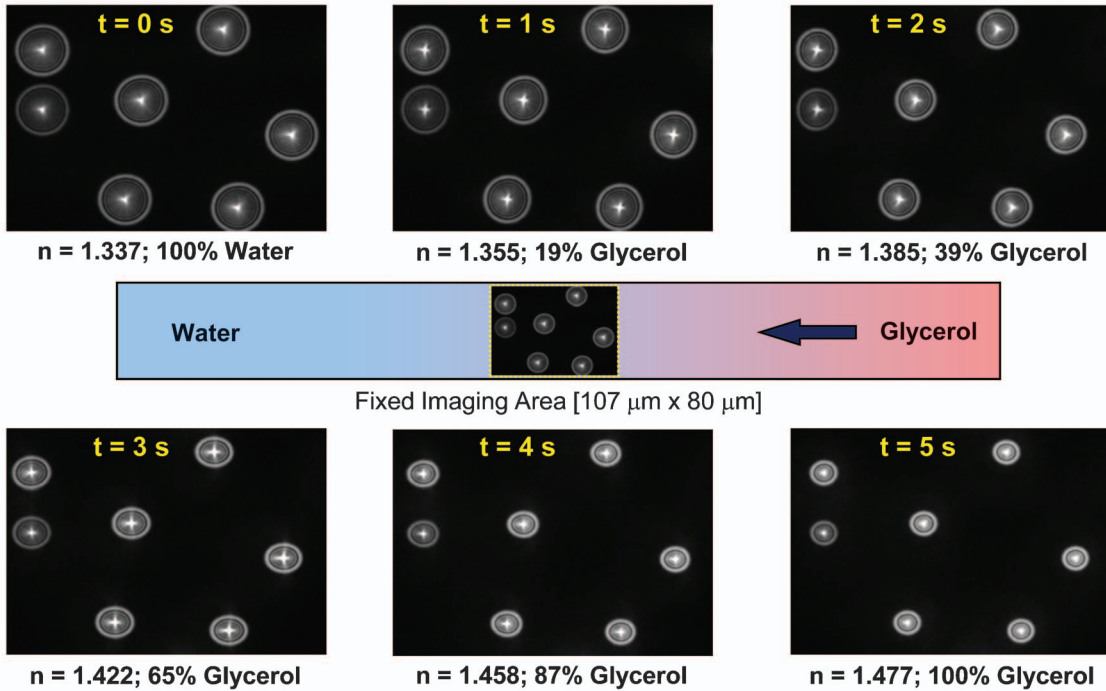 t = 0 s
t = 1 s
t = 2 s
n = 1.337; 100% Water
n = 1.355; 19% Glycerol
n = 1.385; 39% Glycerol
Water
Glycerol
Fixed Imaging Area [107 μm x 80 μm]
t = 3 s
t = 4 s
t = 5 s
n = 1.422; 65% Glycerol
n = 1.458; 87% Glycerol
n = 1.477; 100% Glycerol